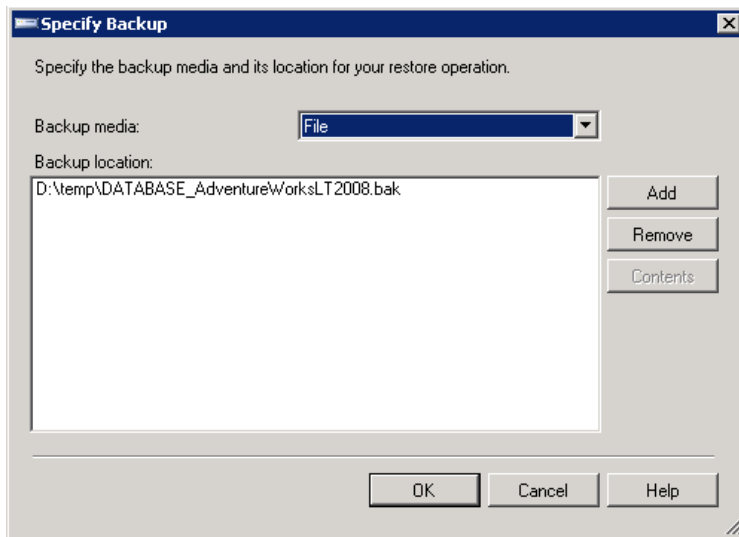 Specify Backup
Specify the backup media and its location for your restore operation.
Backup media:
File
Backup location:
D:\temp\DATABASE_AdventureWorksLT2008.bak
Add
Remove
Contents
OK
Cancel
Help